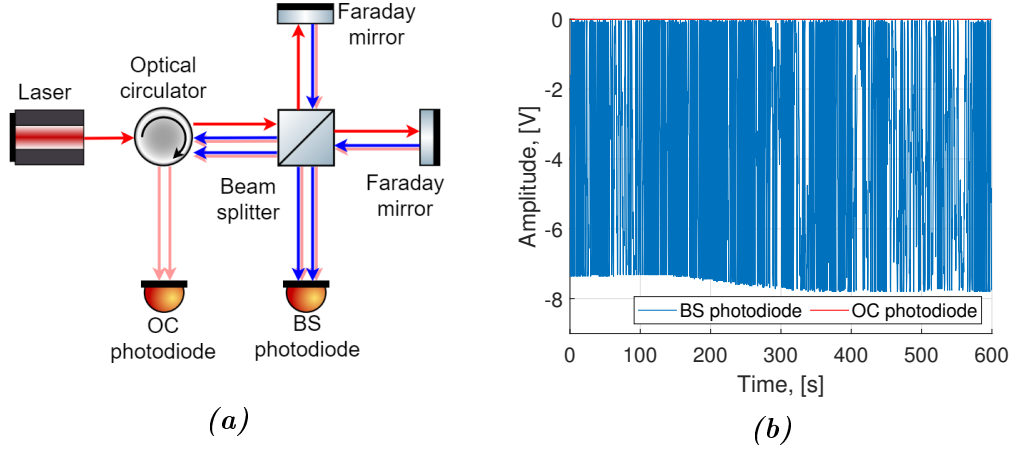 Laser
Optical
circulator
Faraday
mirror
Beam
splitter
Faraday
mirror
OC
photodiode
BS
photodiode
(a)
Amplitude, [V]
0
-2
-4
-6
-8
BS photodiode
OC photodiode
0
100
200
300
400
500
600
Time, [s]
(b)